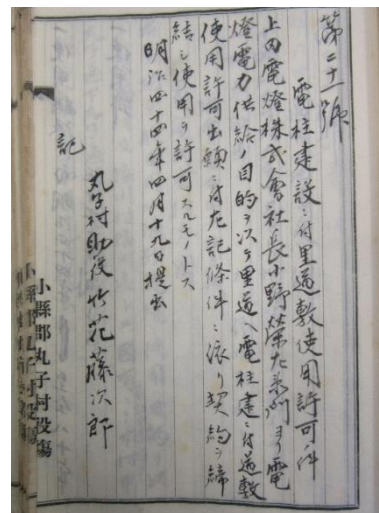 第二十一號
電柱建設ニ付里道敷使用許可件
上田電燈株式會社長小野榮左衛門ヨリ電
燈電力供給ノ目的ヲ以テ里道ヘ電柱建ニ付道敷
使用許可出願ニ付左記條件ニ依リ契約ヲ締
結シ使用ヲ許可スルモノトス
明治四十四年四月十九日提出
丸子村助役竹花藤次郎
記
小縣郡丸子村役場